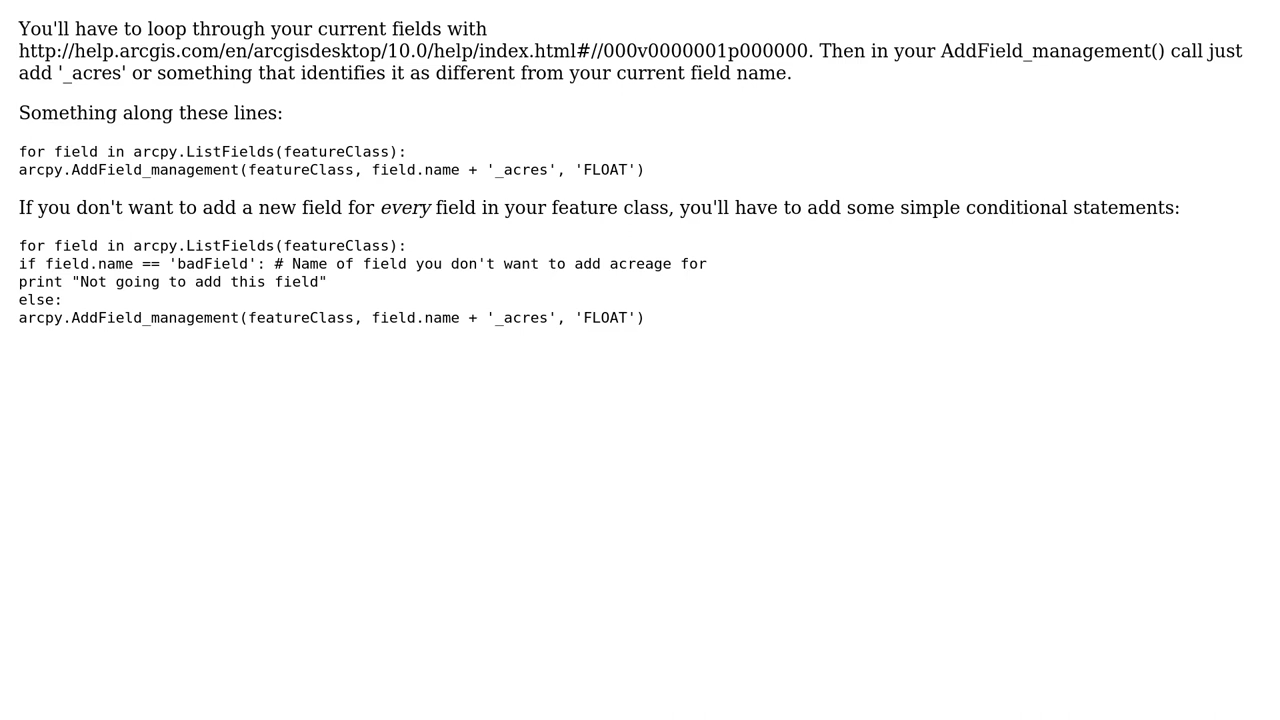 You'll have to loop through your current fields with
http://help.arcgis.com/en/arcgisdesktop/10.0/help/index.html#//000v0000001p000000. Then in your AddField_management() call just
add '_acres' or something that identifies it as different from your current field name.
Something along these lines:
for field in arcpy.ListFields(featureClass):
arcpy.AddField_management(featureClass, field.name + '_acres', 'FLOAT')
If you don't want to add a new field for every field in your feature class, you'll have to add some simple conditional statements:
for field in arcpy.ListFields(featureClass):
if field.name == 'badField': # Name of field you don't want to add acreage for
print "Not going to add this field"
else:
arcpy.AddField_management(featureClass, field.name + '_acres', 'FLOAT')